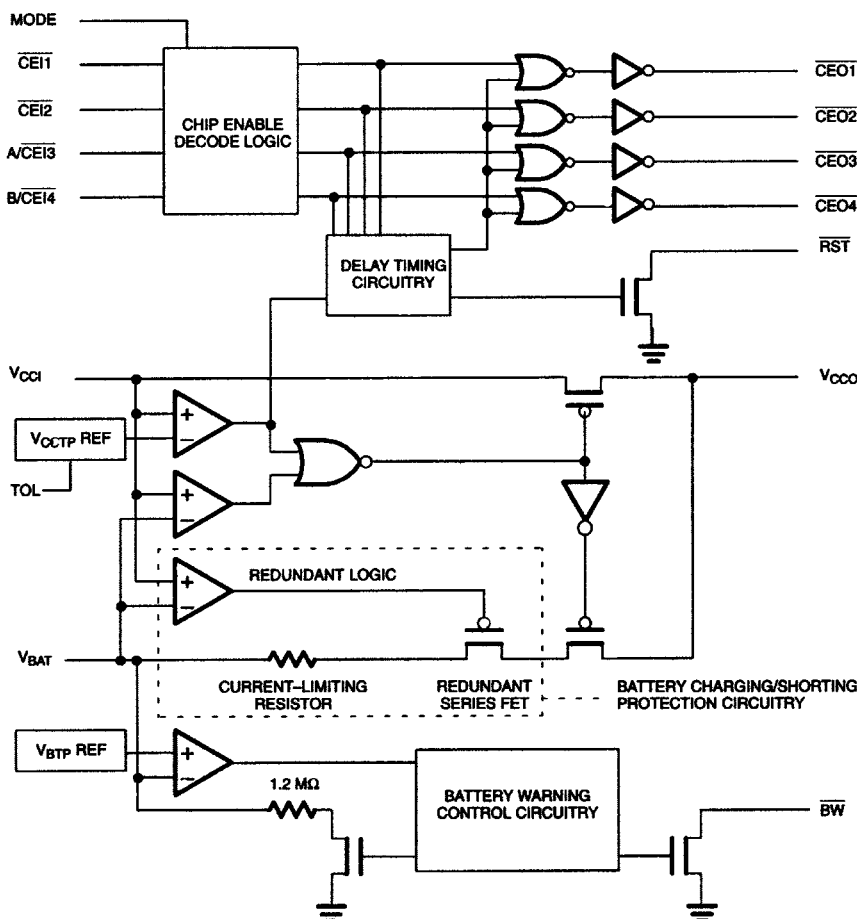 MODE
CEI1
CEI2
A/CEI3
B/CEI4
CHIP ENABLE
DECODE LOGIC
CEO1
CEO2
CEO3
CEO4
RST
DELAY TIMING
CIRCUITRY
VCCI
VCCO
VCCTP REF
TOL
REDUNDANT LOGIC
VBAT
CURRENT–LIMITING
RESISTOR
REDUNDANT
SERIES FET
BATTERY CHARGING/SHORTING
PROTECTION CIRCUITRY
VBTP REF
1.2 MΩ
BATTERY WARNING
CONTROL CIRCUITRY
BW
+
−
+
−
+
−
+
−